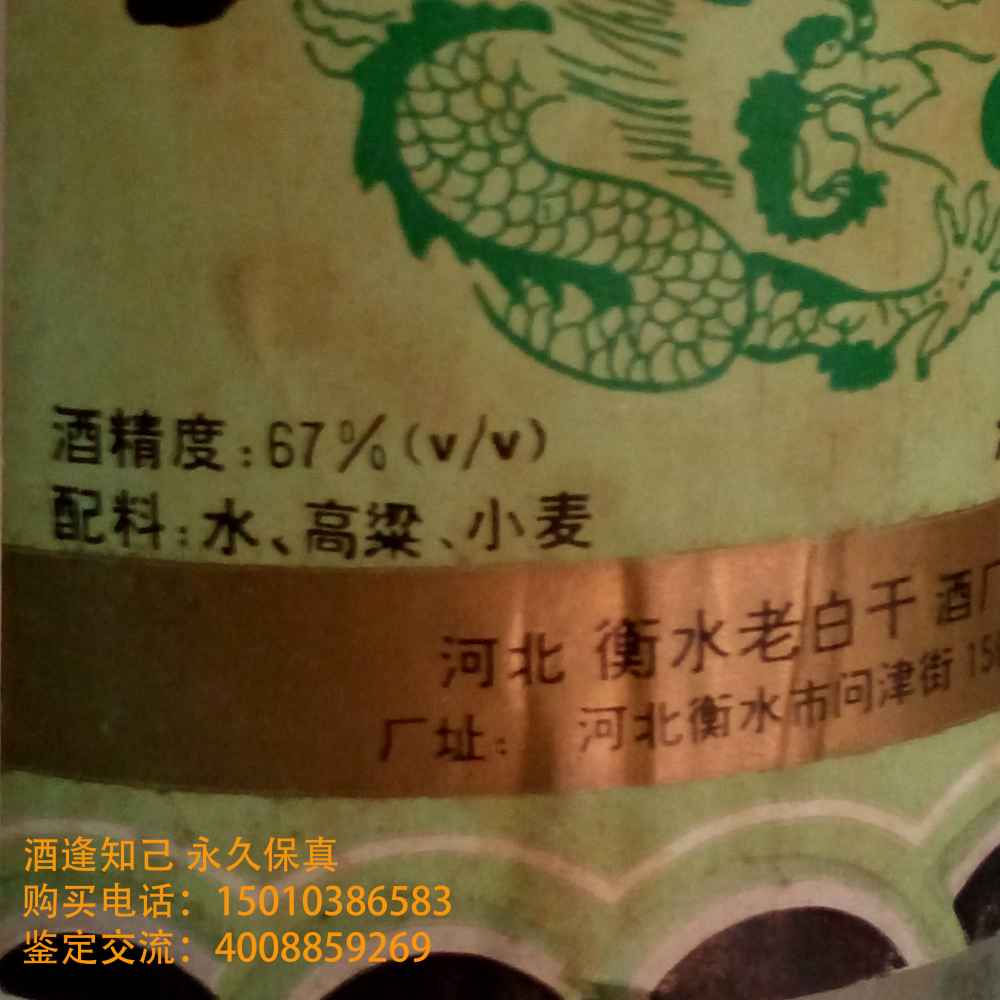 酒精度:67%(v/v)
配料:水、高粱、小麦
河北 衡水老白干 酒厂
厂址: 河北衡水市问津街 15
酒逢知己 永久保真
购买电话：15010386583
鉴定交流：4008859269